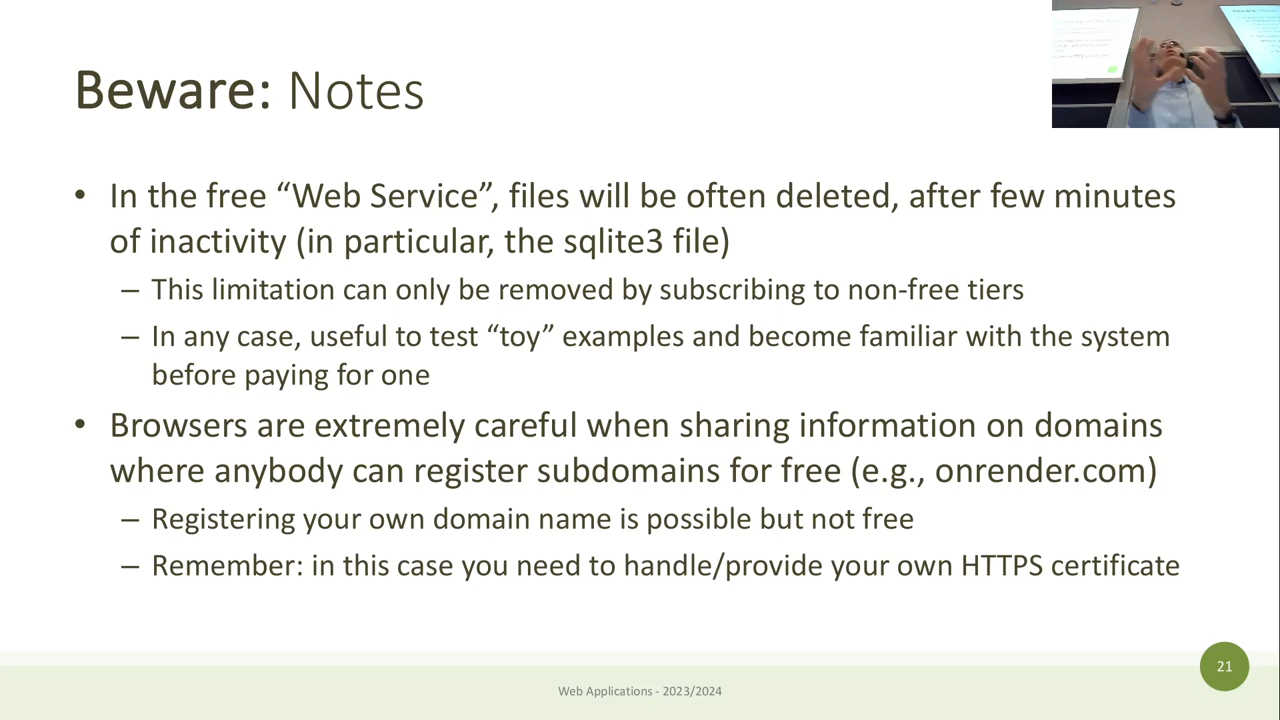 Beware: Notes
• In the free “Web Service”, files will be often deleted, after few minutes
of inactivity (in particular, the sqlite3 file)
– This limitation can only be removed by subscribing to non-free tiers
– In any case, useful to test “toy” examples and become familiar with the system
before paying for one
• Browsers are extremely careful when sharing information on domains
where anybody can register subdomains for free (e.g., onrender.com)
– Registering your own domain name is possible but not free
– Remember: in this case you need to handle/provide your own HTTPS certificate
21
Web Applications - 2023/2024